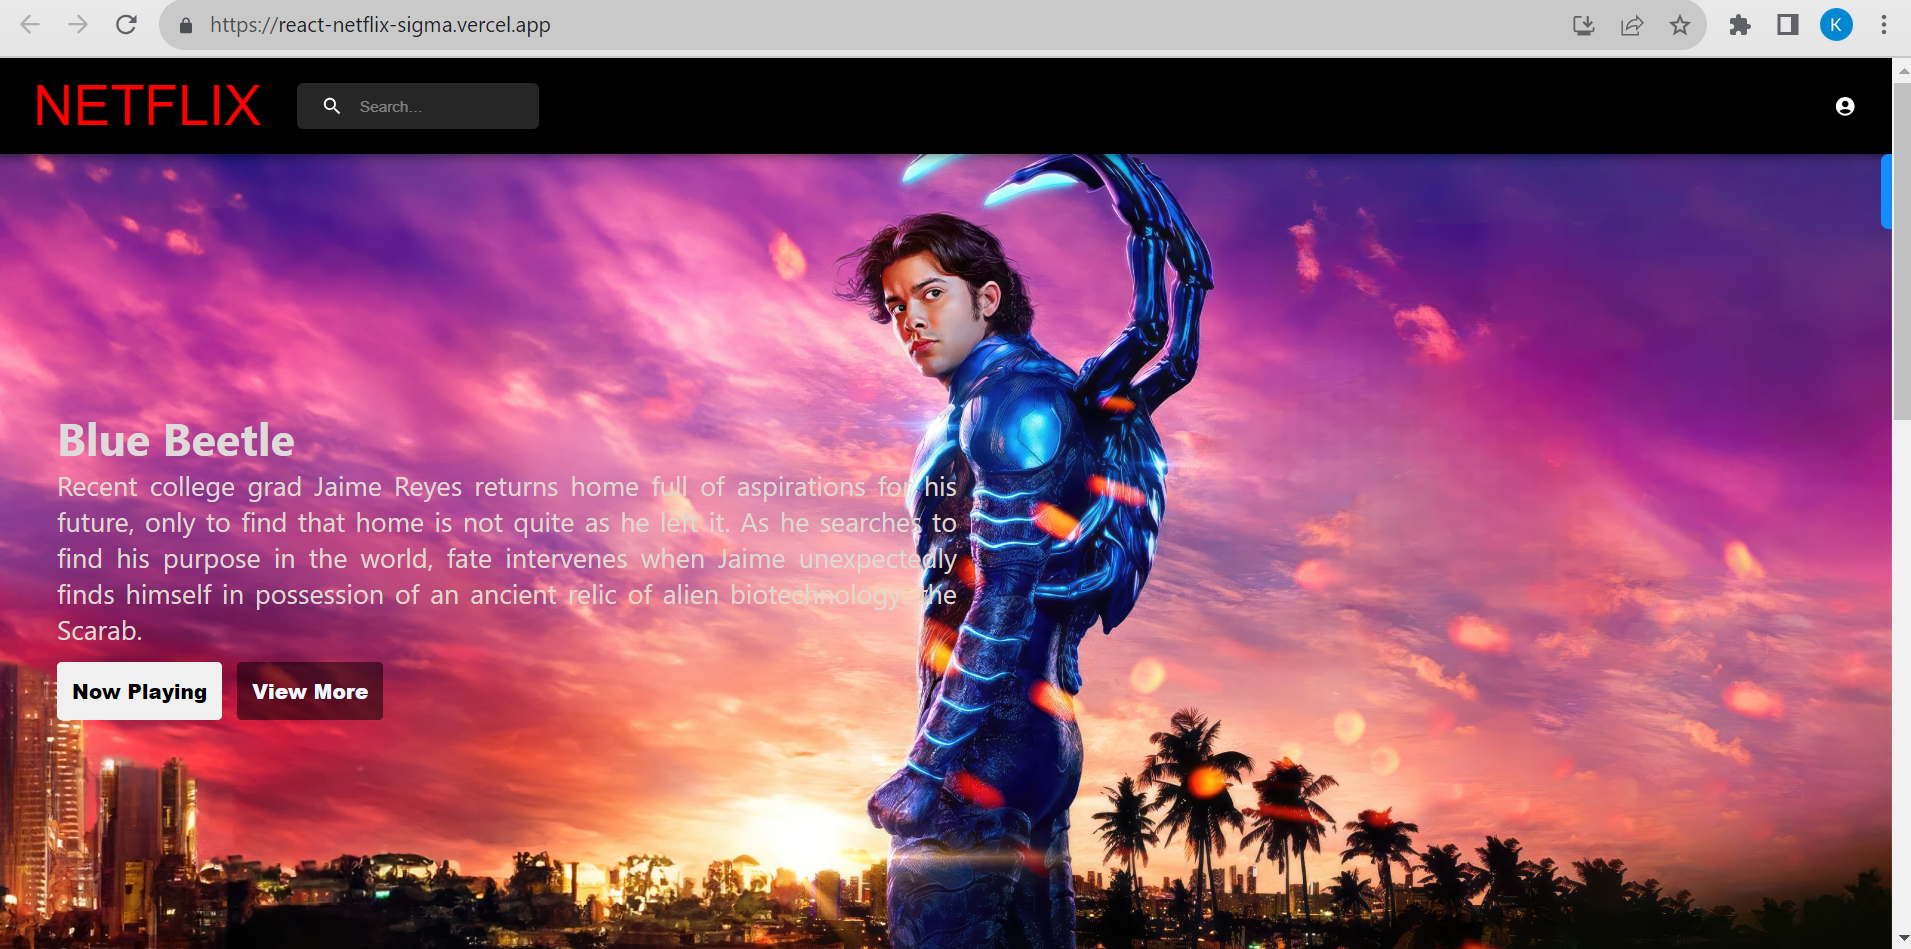 https://react-netflix-sigma.vercel.app
K
NETFLIX
Search...
Blue Beetle
Recent college grad Jaime Reyes returns home full of aspirations for his
future, only to find that home is not quite as he left it. As he searches to
find his purpose in the world, fate intervenes when Jaime unexpectedly
finds himself in possession of an ancient relic of alien biotechnology: the
Scarab.
Now Playing
View More